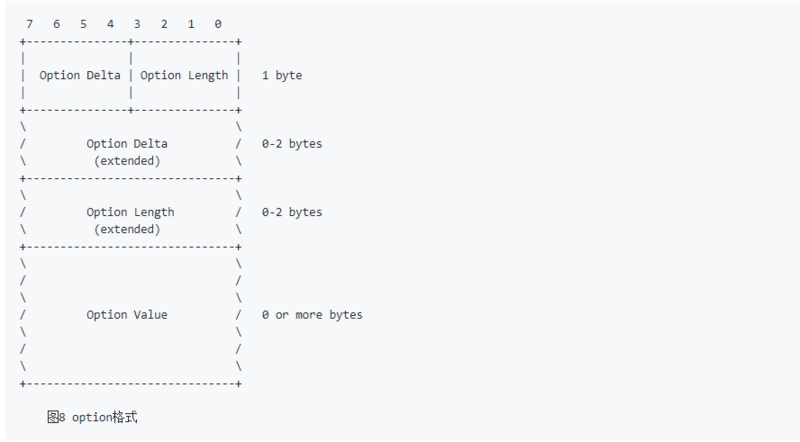 7 6 5 4 3 2 1 0
Option Delta Option Length 1 byte
Option Delta 0-2 bytes
(extended)
Option Length 0-2 bytes
(extended)
Option Value 0 or more bytes
图8 option格式